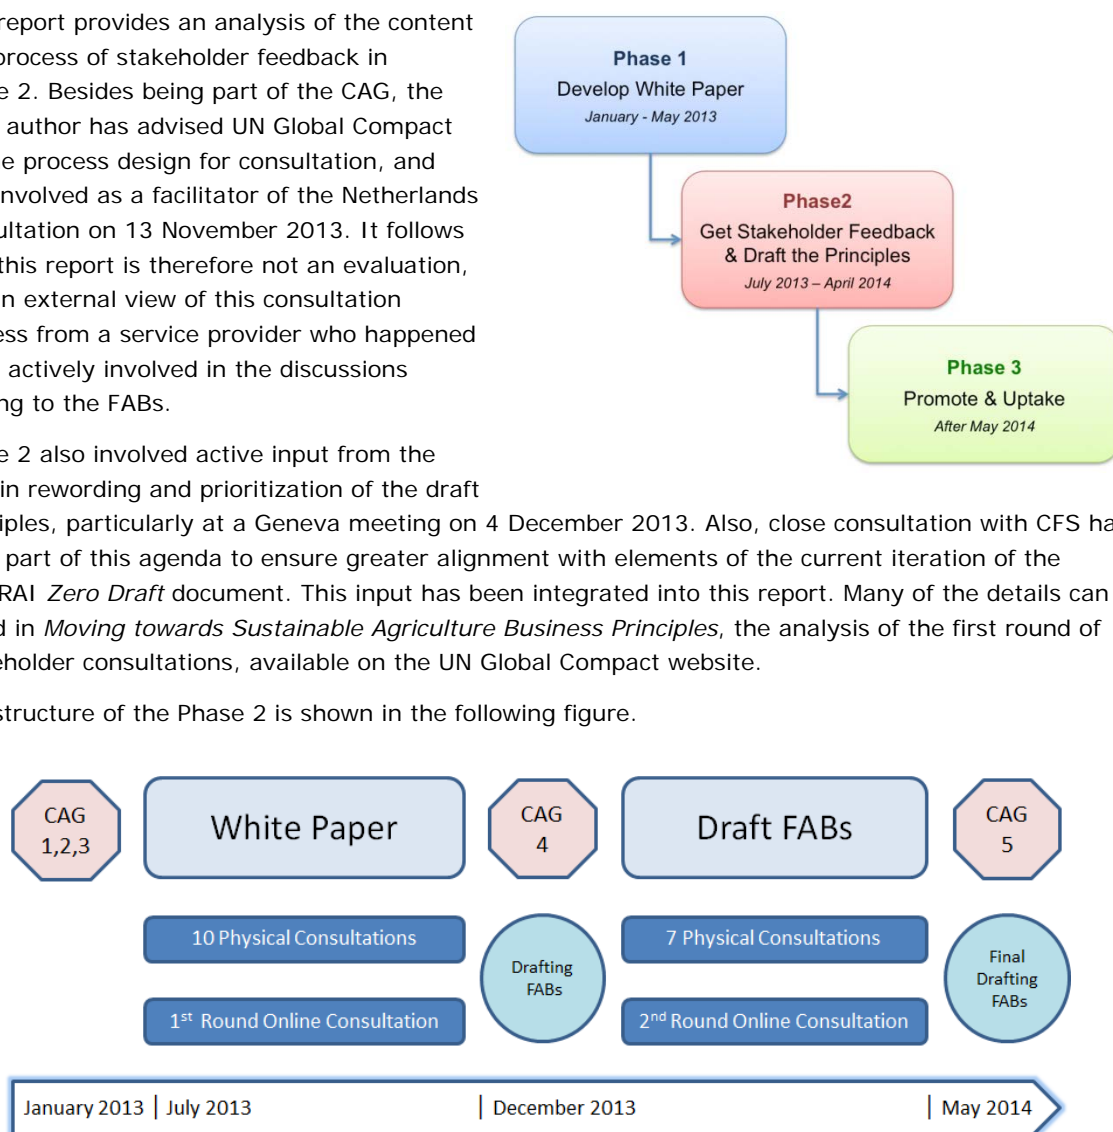 report provides an analysis of the content
process of stakeholder feedback in
e 2. Besides being part of the CAG, the
author has advised UN Global Compact
e process design for consultation, and
nvolved as a facilitator of the Netherlands
ultation on 13 November 2013. It follows
this report is therefore not an evaluation,
n external view of this consultation
ess from a service provider who happened
actively involved in the discussions
ng to the FABs.
Phase 1
Develop White Paper
January - May 2013
Phase2
Get Stakeholder Feedback
& Draft the Principles
July 2013 – April 2014
Phase 3
Promote & Uptake
After May 2014
e 2 also involved active input from the
in rewording and prioritization of the draft
iples, particularly at a Geneva meeting on 4 December 2013. Also, close consultation with CFS ha
part of this agenda to ensure greater alignment with elements of the current iteration of the
RAI Zero Draft document. This input has been integrated into this report. Many of the details can
d in Moving towards Sustainable Agriculture Business Principles, the analysis of the first round of
eholder consultations, available on the UN Global Compact website.
structure of the Phase 2 is shown in the following figure.
CAG
1,2,3
White Paper
CAG
4
Draft FABs
CAG
5
10 Physical Consultations
1st Round Online Consultation
Drafting
FABs
7 Physical Consultations
2nd Round Online Consultation
Final
Drafting
FABs
January 2013 | July 2013 | December 2013 | May 2014